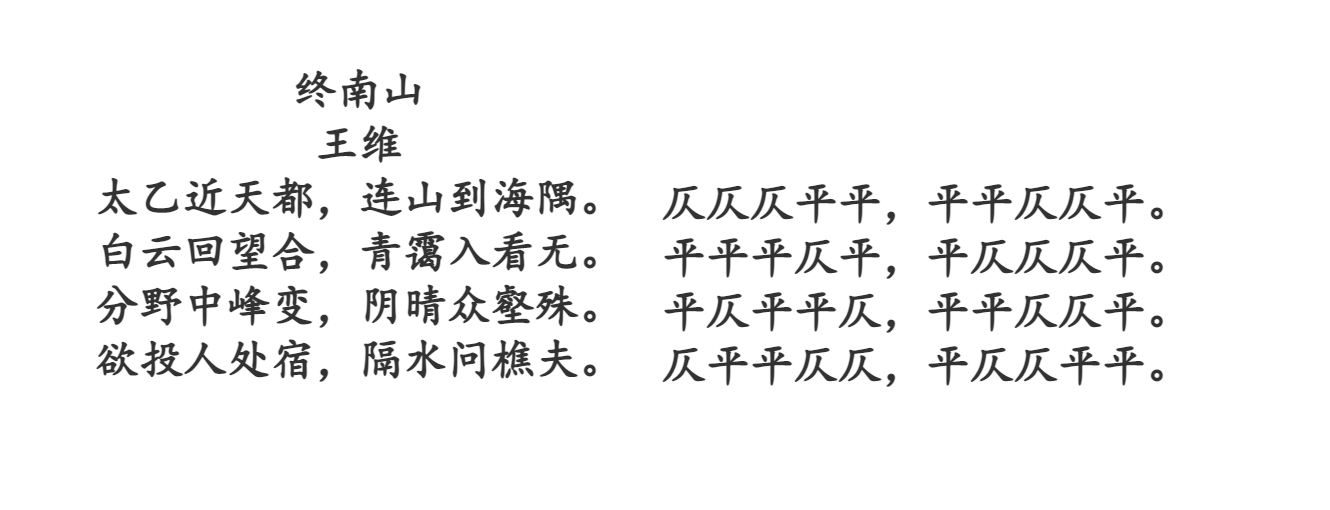 终南山
王维
太乙近天都，连山到海隅。 仄仄仄平平，平平仄仄平。
白云回望合，青霭入看无。 平平平仄平，平仄仄仄平。
分野中峰变，阴晴众壑殊。 平仄平平仄，平平仄仄平。
欲投人处宿，隔水问樵夫。 仄平平仄仄，平仄仄平平。